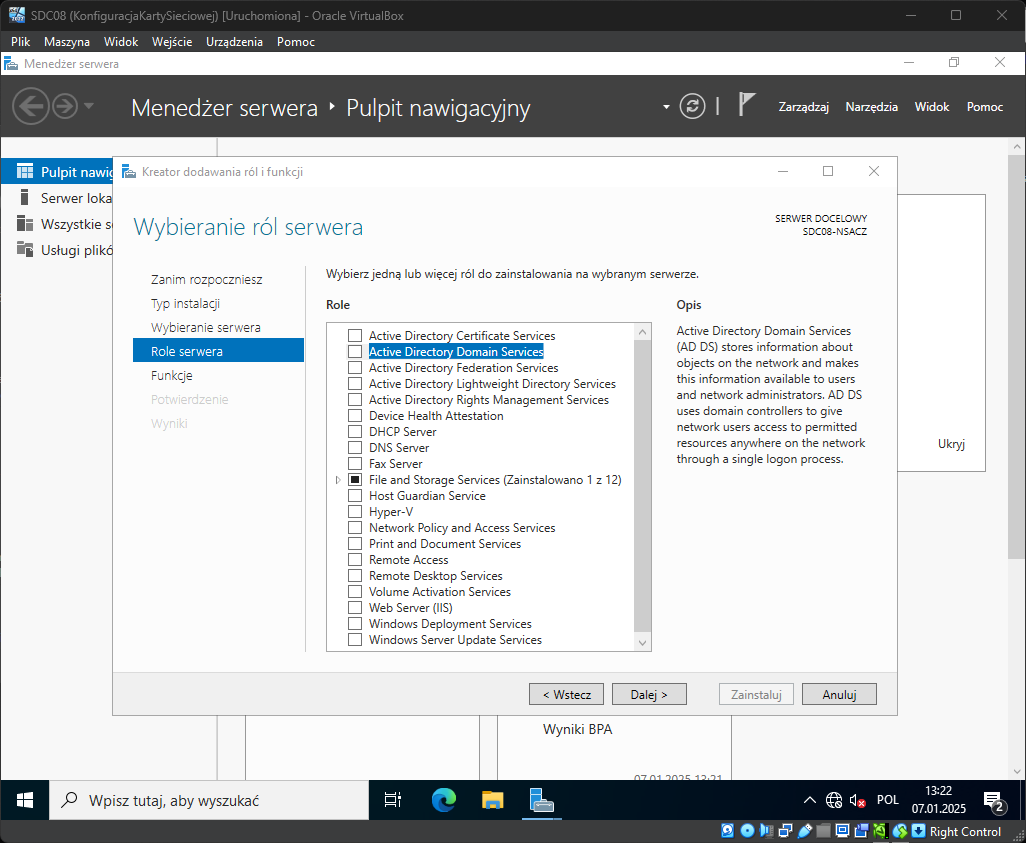 SDC08 (KonfiguracjaKartySieciowej) [Uruchomiona] - Oracle VirtualBox
Plik Maszyna Widok Wejście Urządzenia Pomoc
Menedżer serwera
Menedżer serwera Pulpit nawigacyjny
Zarządzaj Narzędzia Widok Pomoc
Pulpit nawig
Serwer loka
Wszystkie s
Usługi plikó
Kreator dodawania ról i funkcji
Wybieranie ról serwera
SERWER DOCELOWY
SDC08-NSACZ
Zanim rozpoczniesz
Typ instalacji
Wybieranie serwera
Role serwera
Funkcje
Potwierdzenie
Wyniki
Wybierz jedną lub więcej ról do zainstalowania na wybranym serwerze.
Role
Active Directory Certificate Services
Active Directory Domain Services
Active Directory Federation Services
Active Directory Lightweight Directory Services
Active Directory Rights Management Services
Device Health Attestation
DHCP Server
DNS Server
Fax Server
File and Storage Services (Zainstalowano 1 z 12)
Host Guardian Service
Hyper-V
Network Policy and Access Services
Print and Document Services
Remote Access
Remote Desktop Services
Volume Activation Services
Web Server (IIS)
Windows Deployment Services
Windows Server Update Services
Opis
Active Directory Domain Services
(AD DS) stores information about
objects on the network and makes
this information available to users
and network administrators. AD DS
uses domain controllers to give
network users access to permitted
resources anywhere on the network
through a single logon process.
Ukryj
< Wstecz Dalej > Zainstaluj Anuluj
Wyniki BPA
07.01.2025 13:21
Wpisz tutaj, aby wyszukać
POL
13:22
07.01.2025
2
Right Control